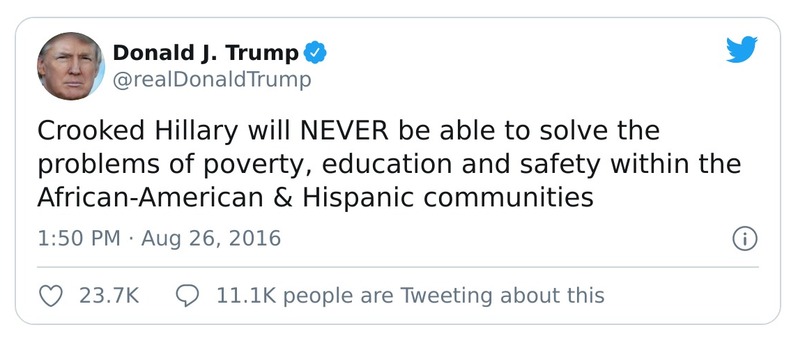 Donald J. Trump
@realDonaldTrump
Crooked Hillary will NEVER be able to solve the
problems of poverty, education and safety within the
African-American & Hispanic communities
1:50 PM · Aug 26, 2016
23.7K 11.1K people are Tweeting about this